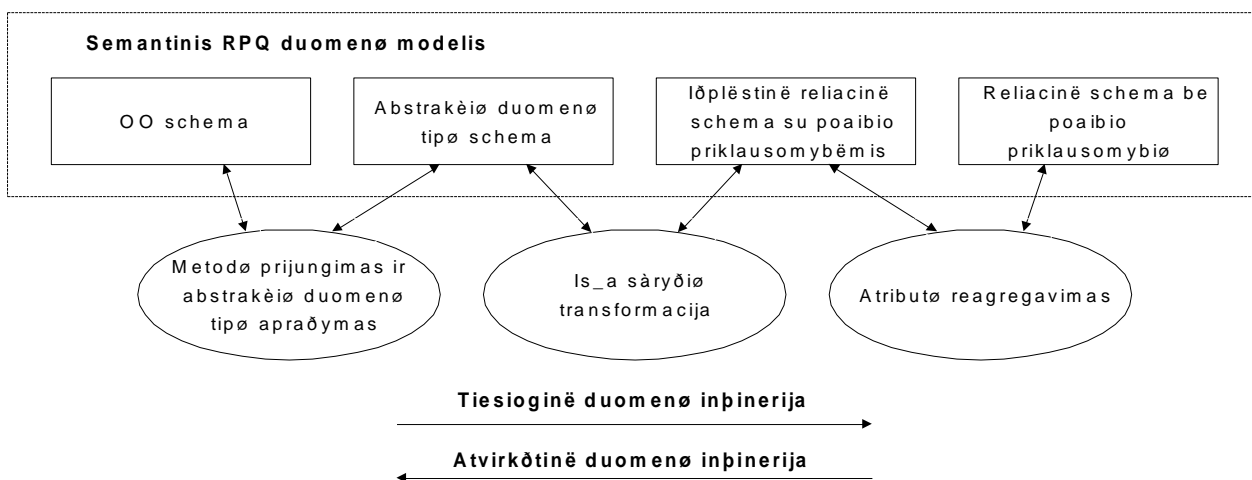 Semantinis RPQ duomenø modelis
OO schema
Abstrakèiø duomenø
tipø schema
Iðplëstinë reliacinë
schema su poaibio
priklausomybëmis
Reliacinë schema be
poaibio
priklausomybiø
Metodø prijungimas ir
abstrakèiø duomenø
tipø apraðymas
Is_a sàryðiø
transformacija
Atributø reagregavimas
Tiesioginë duomenø inþinerija
Atvirkðtinë duomenø inþinerija